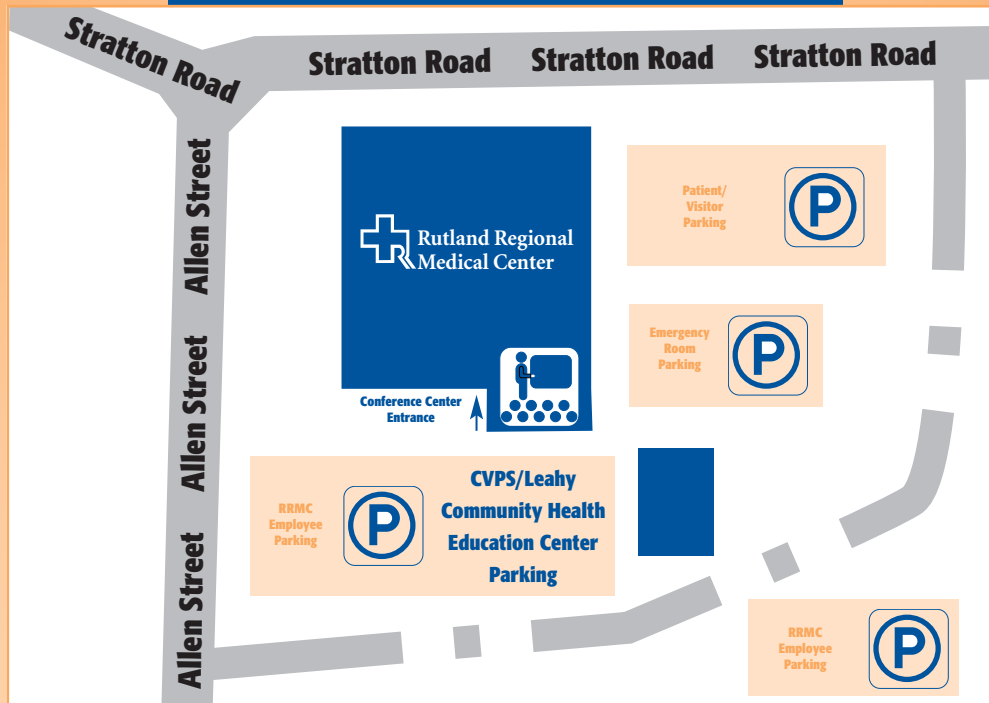 Stratton Road
Stratton Road
Stratton Road
Stratton Road
Allen Street
Allen Street
Allen Street
Rutland Regional
Medical Center
Patient/
Visitor
Parking
P
Emergency
Room
Parking
P
Conference Center
Entrance
RRMC
Employee
Parking
P
CVPS/Leahy
Community Health
Education Center
Parking
RRMC
Employee
Parking
P